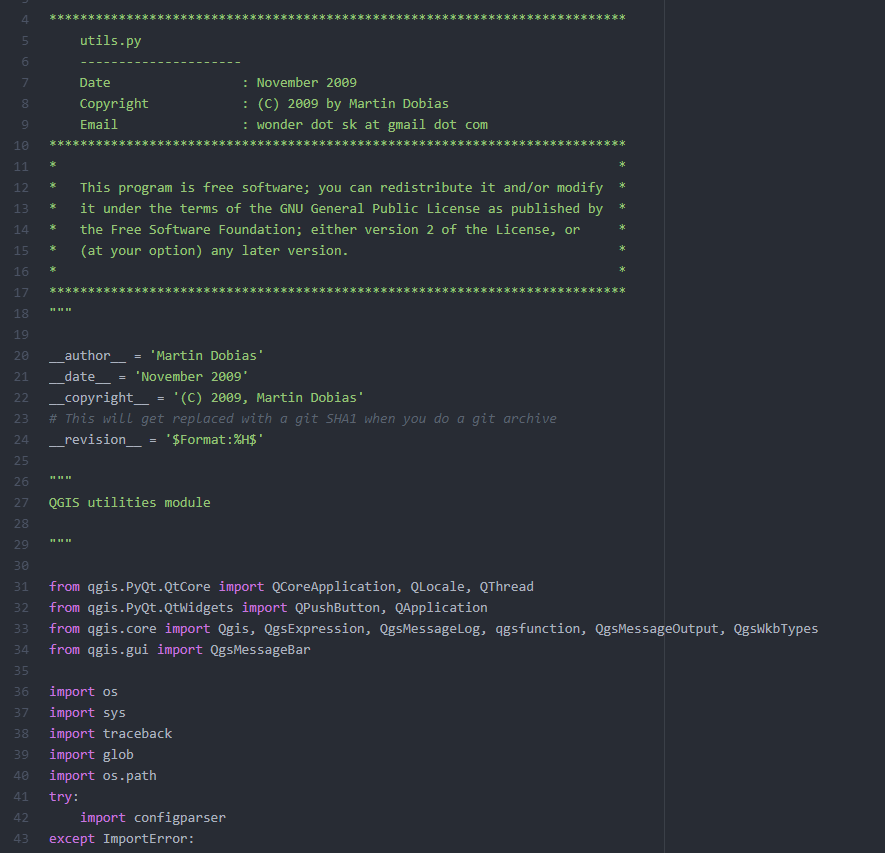 4 ***************************************************************************
5     utils.py
6     ---------------------
7     Date                 : November 2009
8     Copyright            : (C) 2009 by Martin Dobias
9     Email                : wonder dot sk at gmail dot com
10 ***************************************************************************
11 *                                                                         *
12 *   This program is free software; you can redistribute it and/or modify  *
13 *   it under the terms of the GNU General Public License as published by  *
14 *   the Free Software Foundation; either version 2 of the License, or     *
15 *   (at your option) any later version.                                   *
16 *                                                                         *
17 ***************************************************************************
18 """
19
20 __author__ = 'Martin Dobias'
21 __date__ = 'November 2009'
22 __copyright__ = '(C) 2009, Martin Dobias'
23 # This will get replaced with a git SHA1 when you do a git archive
24 __revision__ = '$Format:%H$'
25
26 """
27 QGIS utilities module
28
29 """
30
31 from qgis.PyQt.QtCore import QCoreApplication, QLocale, QThread
32 from qgis.PyQt.QtWidgets import QPushButton, QApplication
33 from qgis.core import Qgis, QgsExpression, QgsMessageLog, qgsfunction, QgsMessageOutput, QgsWkbTypes
34 from qgis.gui import QgsMessageBar
35
36 import os
37 import sys
38 import traceback
39 import glob
40 import os.path
41 try:
42     import configparser
43 except ImportError: